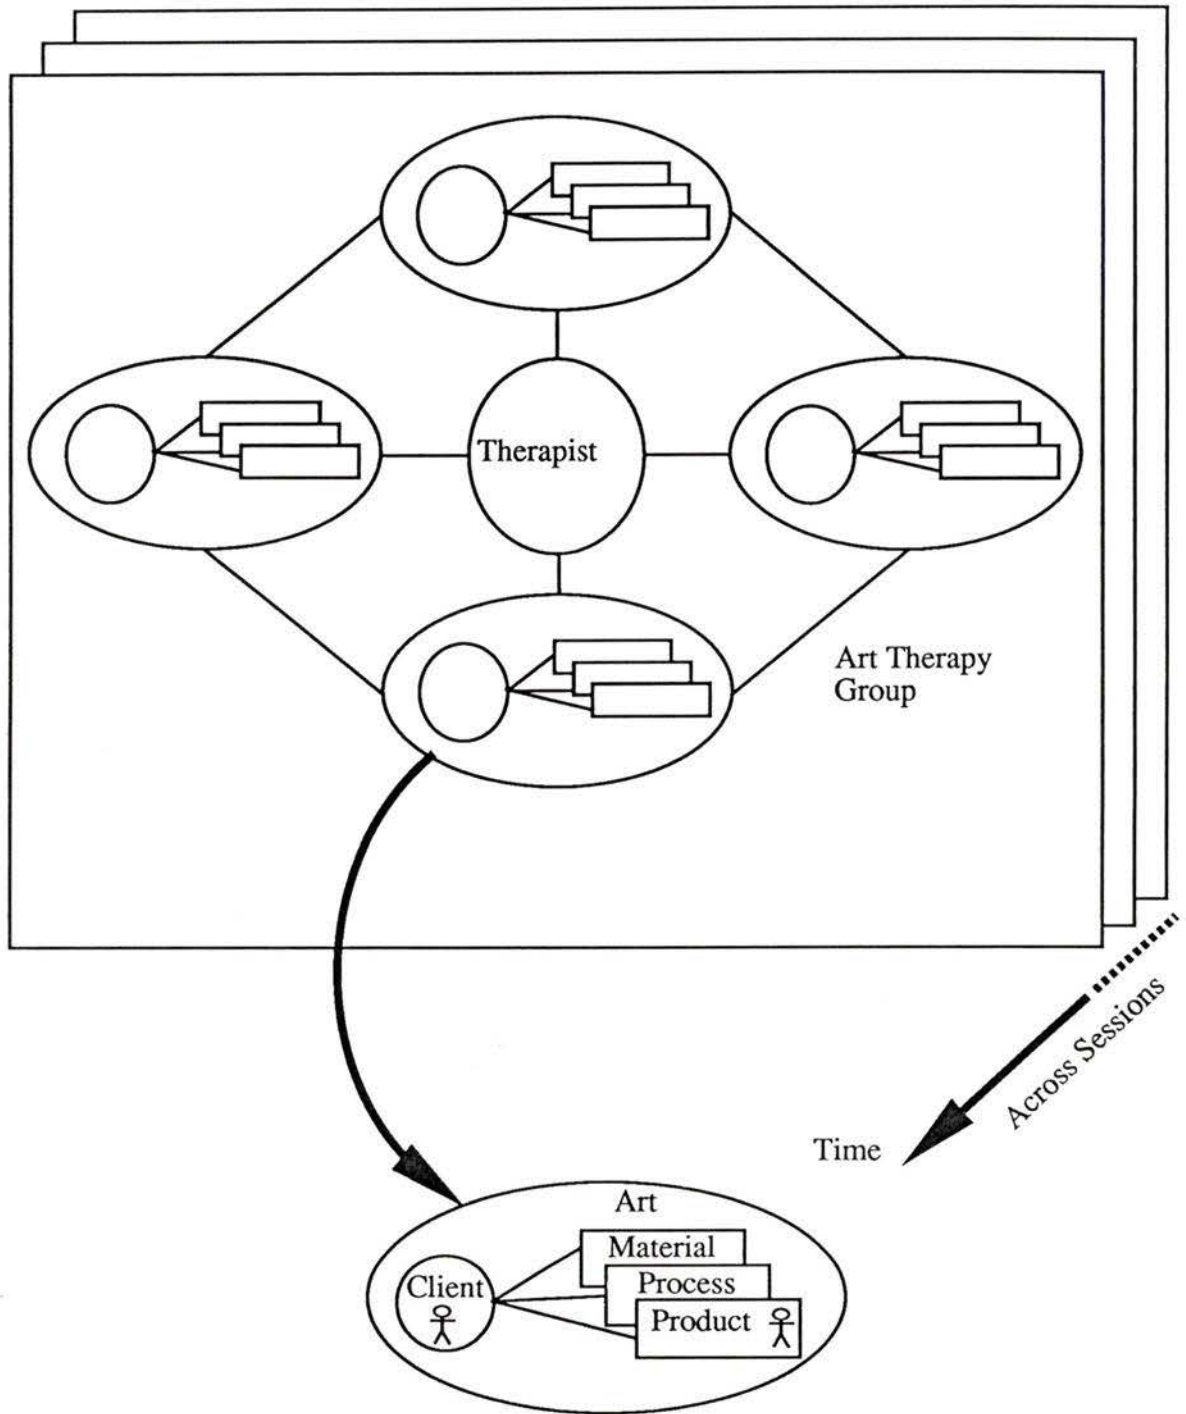 Therapist
Art Therapy
Group
Across Sessions
Time
Art
Material
Client
Process
Product